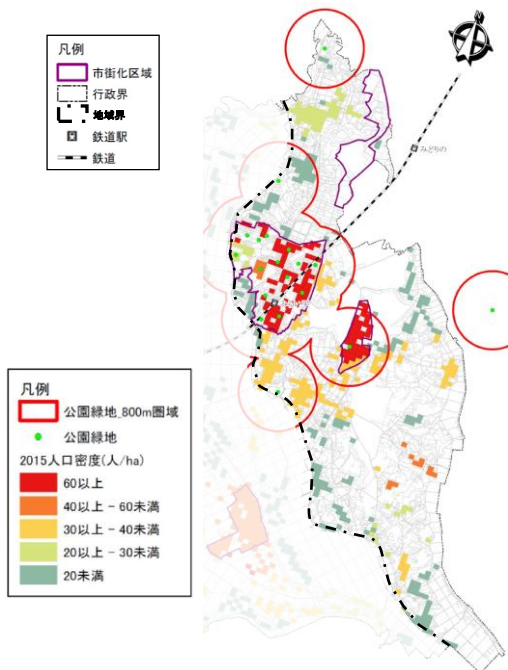 凡例
市街化区域
行政界
地域界
鉄道駅
鉄道
みどりの
凡例
公園緑地_800m圏域
公園緑地
2015人口密度(人/ha)
60以上
40以上 - 60未満
30以上 - 40未満
20以上 - 30未満
20未満